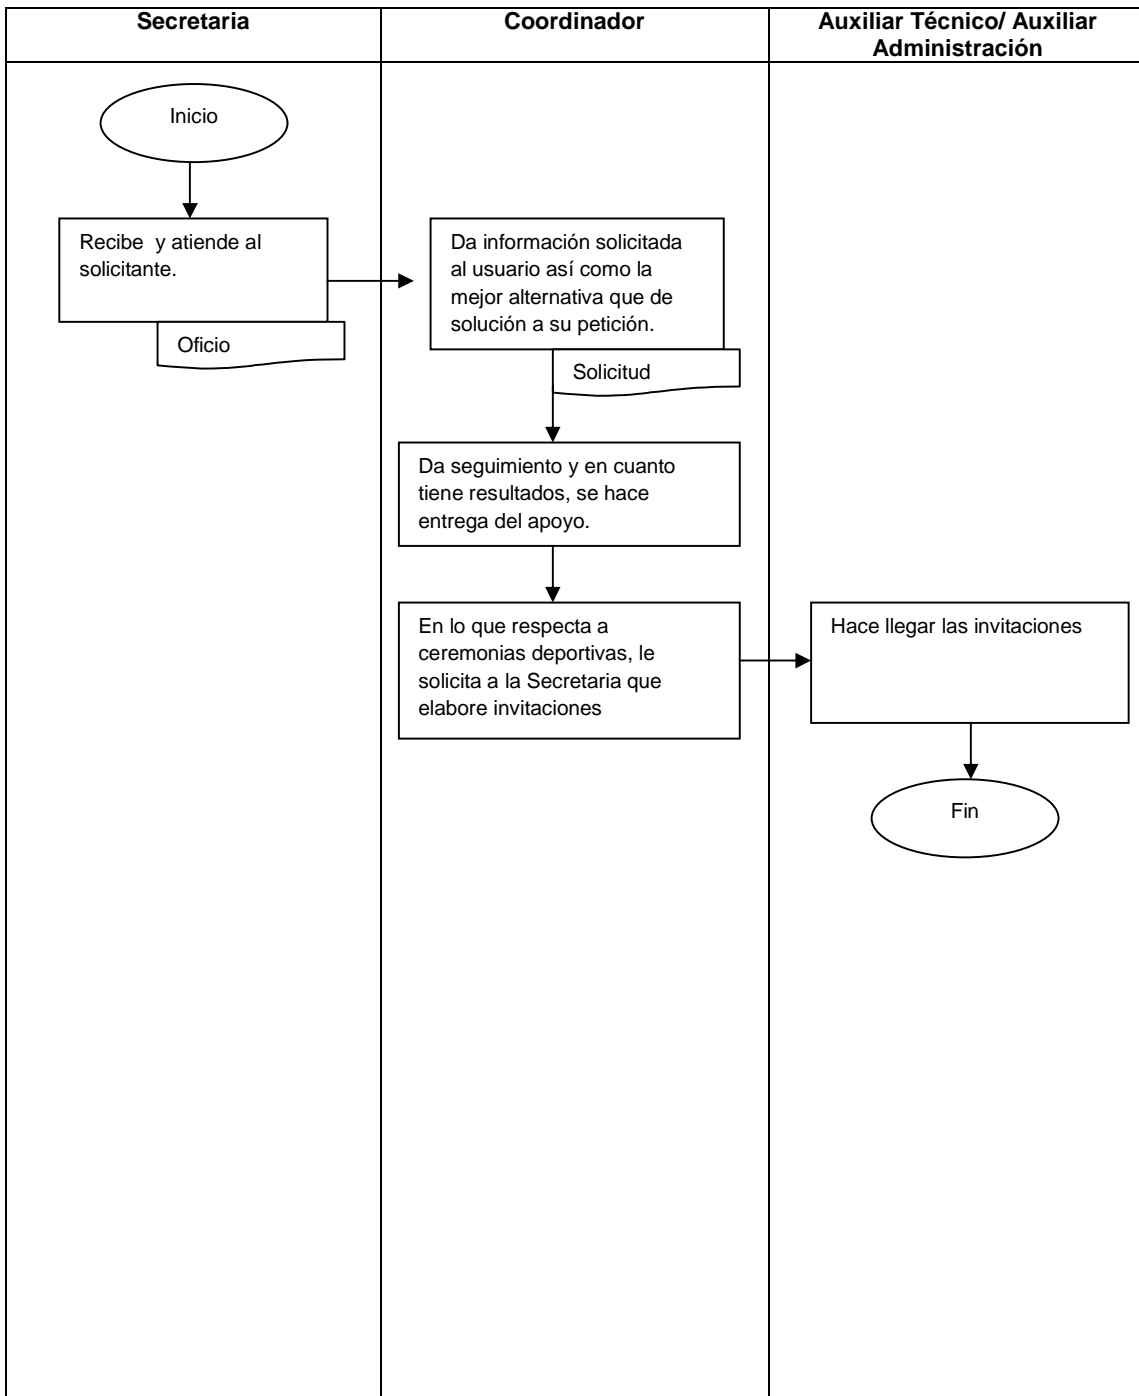 Secretaria
Coordinador
Auxiliar Técnico/ Auxiliar
Administración
Inicio
Recibe  y atiende al
solicitante.
Oficio
Da información solicitada
al usuario así como la
mejor alternativa que de
solución a su petición.
Solicitud
Da seguimiento y en cuanto
tiene resultados, se hace
entrega del apoyo.
En lo que respecta a
ceremonias deportivas, le
solicita a la Secretaria que
elabore invitaciones
Hace llegar las invitaciones
Fin